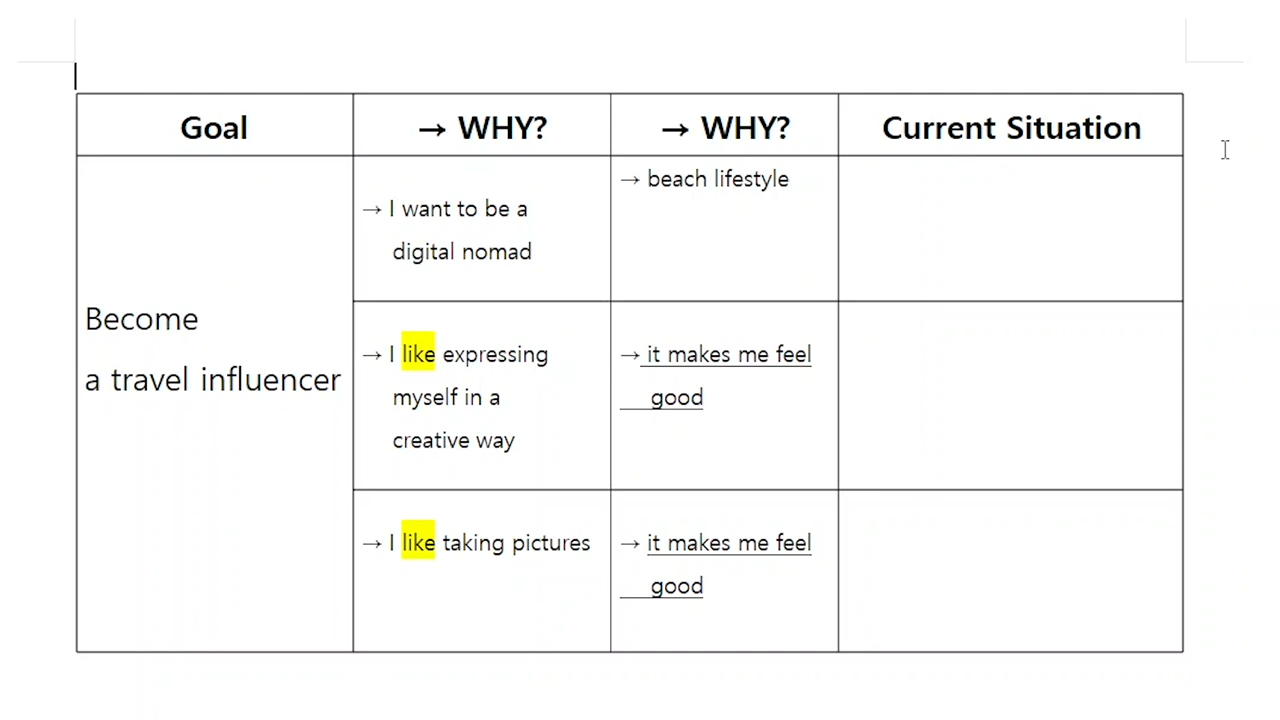 Goal
→ WHY?
→ WHY?
Current Situation
Become
a travel influencer
→ I want to be a
digital nomad
→ beach lifestyle
→ I like expressing
myself in a
creative way
→ it makes me feel
good
→ I like taking pictures
→ it makes me feel
good